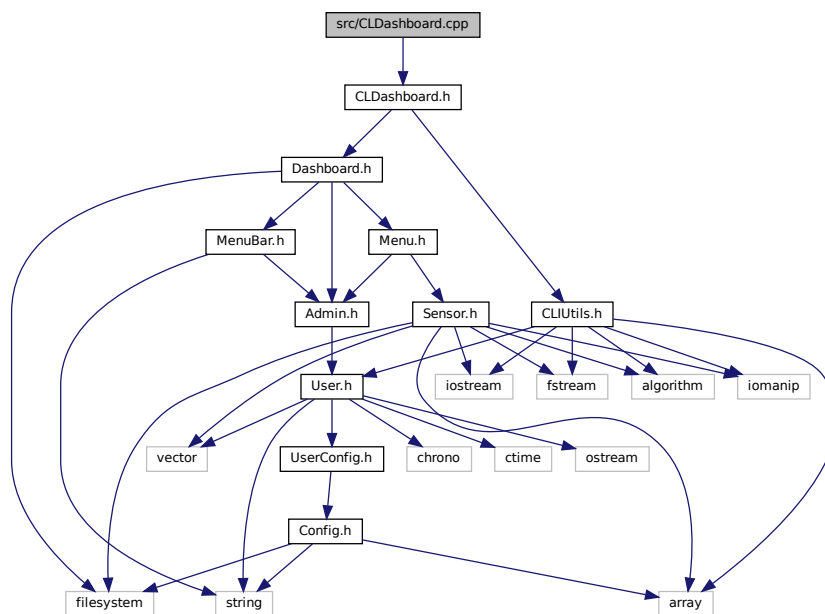 src/CLDashboard.cpp
CLDashboard.h
Dashboard.h
MenuBar.h
Menu.h
Admin.h
Sensor.h
CLIUtils.h
User.h
iostream
fstream
algorithm
iomanip
vector
UserConfig.h
chrono
ctime
ostream
Config.h
filesystem
string
array